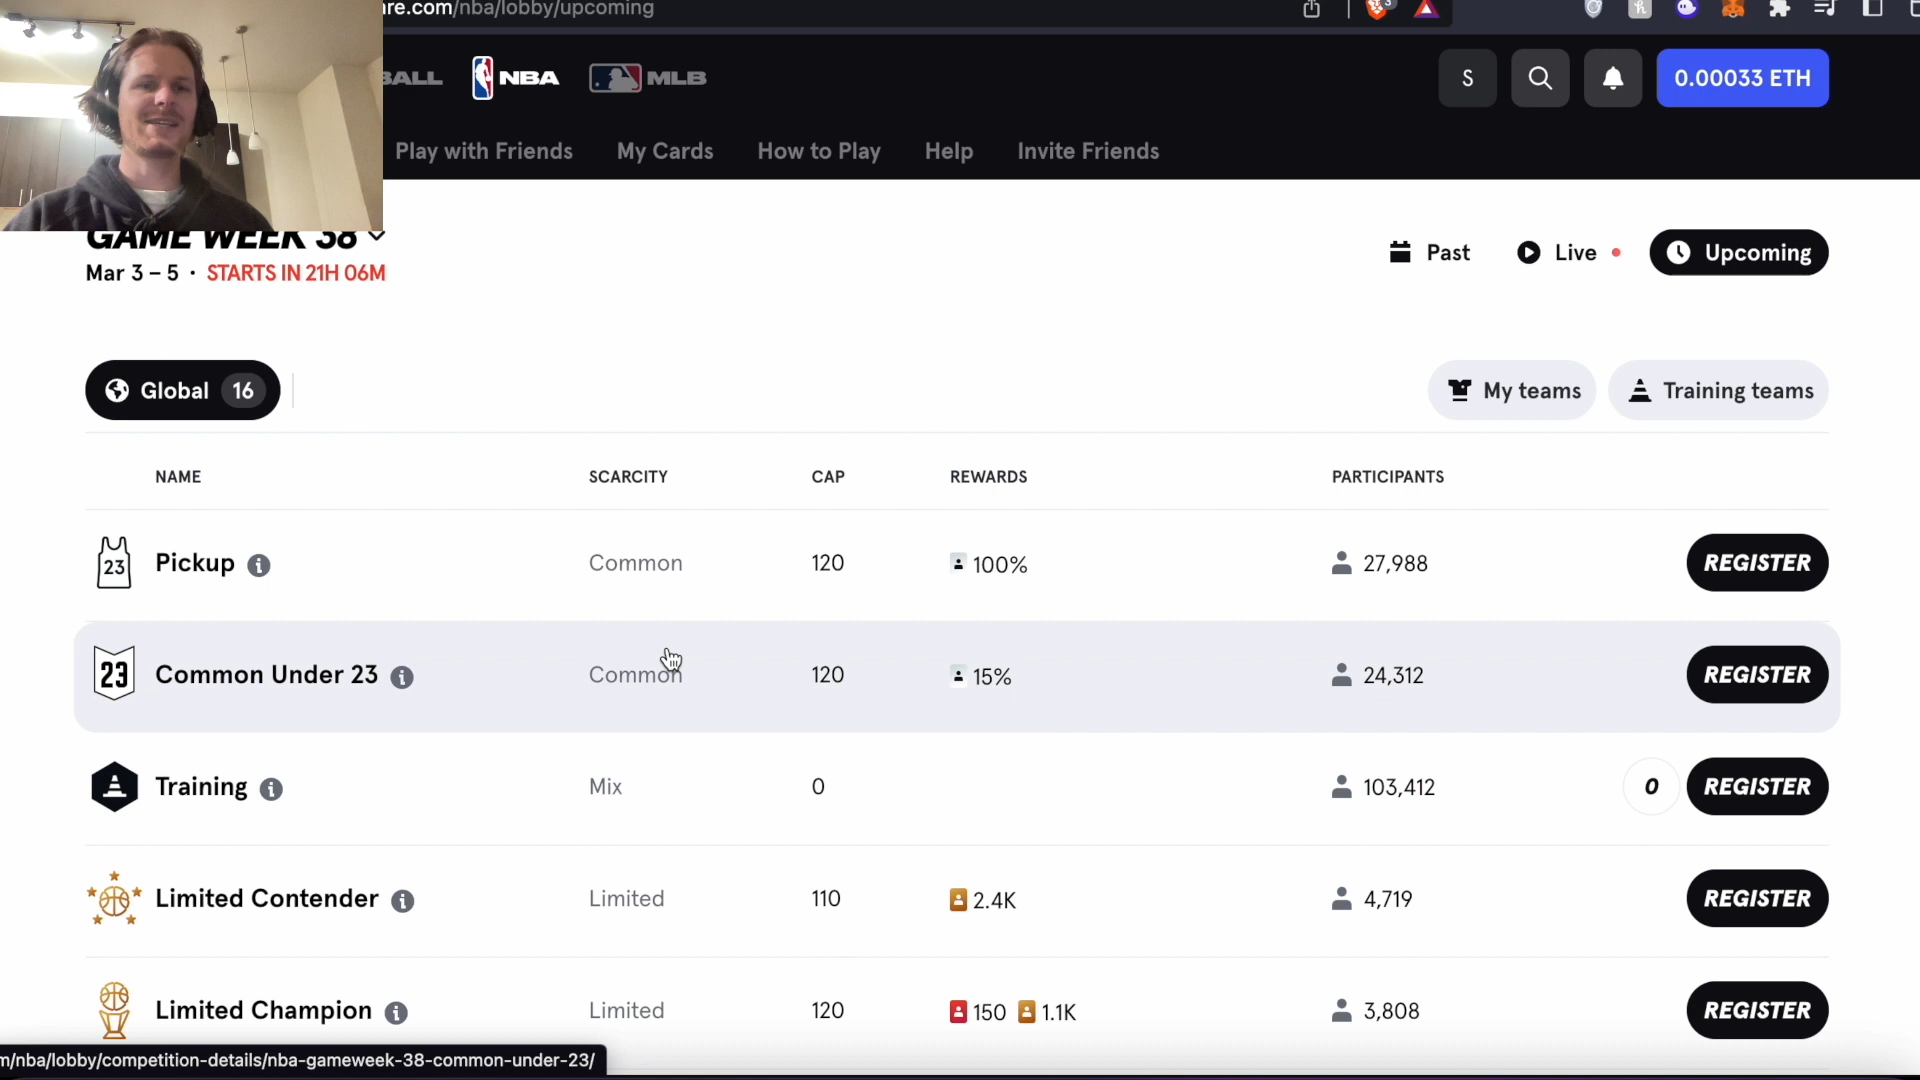 re.com/nba/lobby/upcoming
3
BALL NBA MLB
S 0.00033 ETH
Play with Friends My Cards How to Play Help Invite Friends
GAME WEEK 38
Mar 3 – 5 · STARTS IN 21H 06M
Past Live Upcoming
Global 16
My teams Training teams
NAME SCARCITY CAP REWARDS PARTICIPANTS
23 Pickup i Common 120 100% 27,988 REGISTER
23 Common Under 23 i Common 120 15% 24,312 REGISTER
Training i Mix 0 103,412 0 REGISTER
Limited Contender i Limited 110 2.4K 4,719 REGISTER
Limited Champion i Limited 120 150 1.1K 3,808 REGISTER
m/nba/lobby/competition-details/nba-gameweek-38-common-under-23/